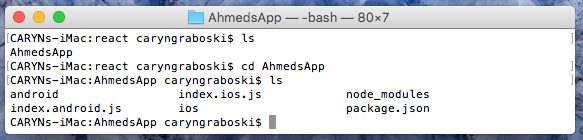 AhmedsApp — -bash — 80×7
[CARYNs-iMac:react caryngraboski$ ls ]
AhmedsApp
[CARYNs-iMac:react caryngraboski$ cd AhmedsApp ]
[CARYNs-iMac:AhmedsApp caryngraboski$ ls ]
android index.ios.js node_modules
index.android.js ios package.json
CARYNs-iMac:AhmedsApp caryngraboski$